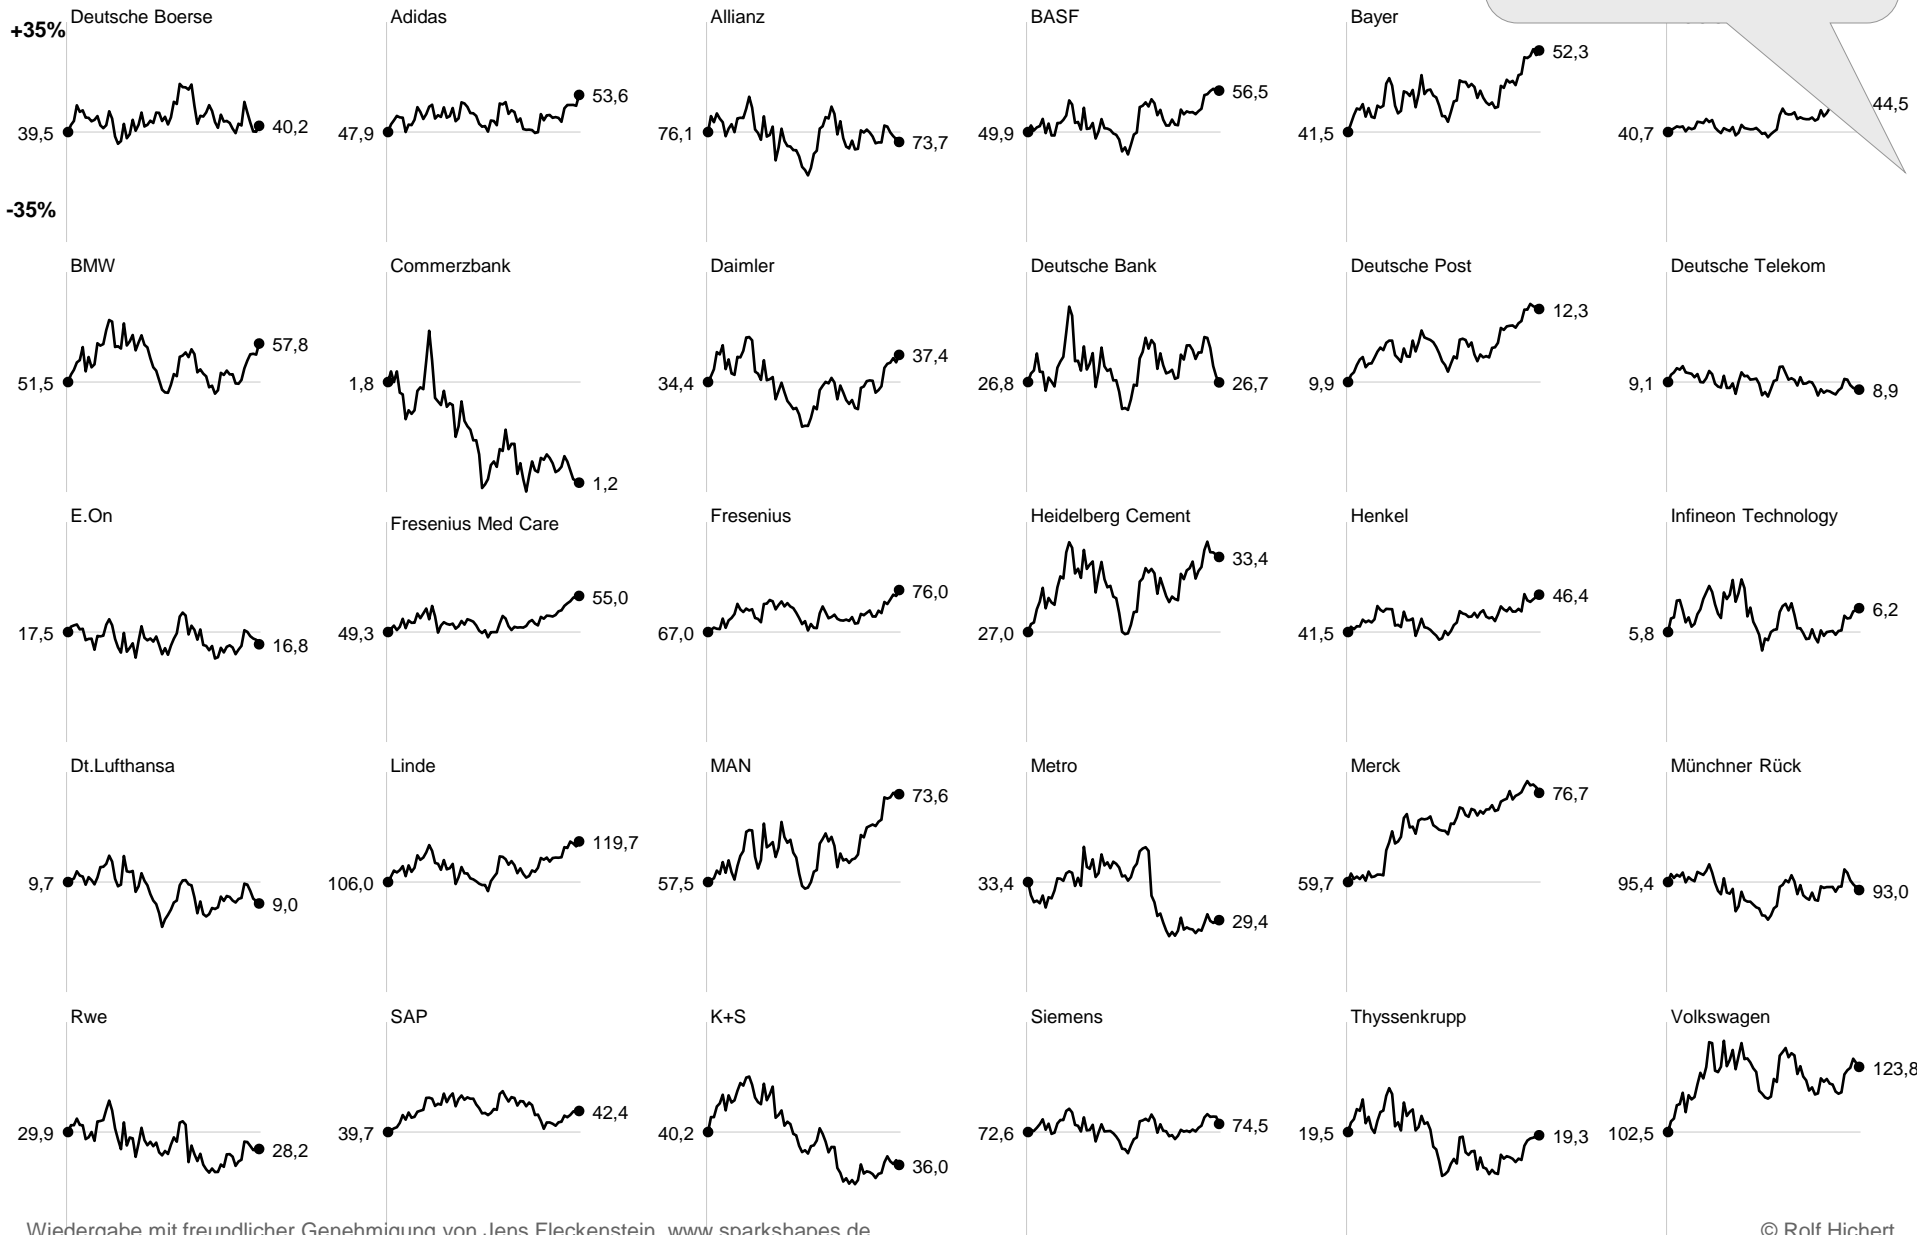 Deutsche Boerse Adidas Allianz BASF Bayer
+35%
39,5 40,2 47,9 53,6 76,1 73,7 49,9 56,5 41,5 52,3 40,7 44,5
-35%
BMW Commerzbank Daimler Deutsche Bank Deutsche Post Deutsche Telekom
51,5 57,8 1,8 1,2 34,4 37,4 26,8 26,7 9,9 12,3 9,1 8,9
E.On Fresenius Med Care Fresenius Heidelberg Cement Henkel Infineon Technology
17,5 16,8 49,3 55,0 67,0 76,0 27,0 33,4 41,5 46,4 5,8 6,2
Dt.Lufthansa Linde MAN Metro Merck Münchner Rück
9,7 9,0 106,0 119,7 57,5 73,6 33,4 29,4 59,7 76,7 95,4 93,0
Rwe SAP K+S Siemens Thyssenkrupp Volkswagen
29,9 28,2 39,7 42,4 40,2 36,0 72,6 74,5 19,5 19,3 102,5 123,8
Wiedergabe mit freundlicher Genehmigung von Jens Fleckenstein, www.sparkshapes.de © Rolf Hichert